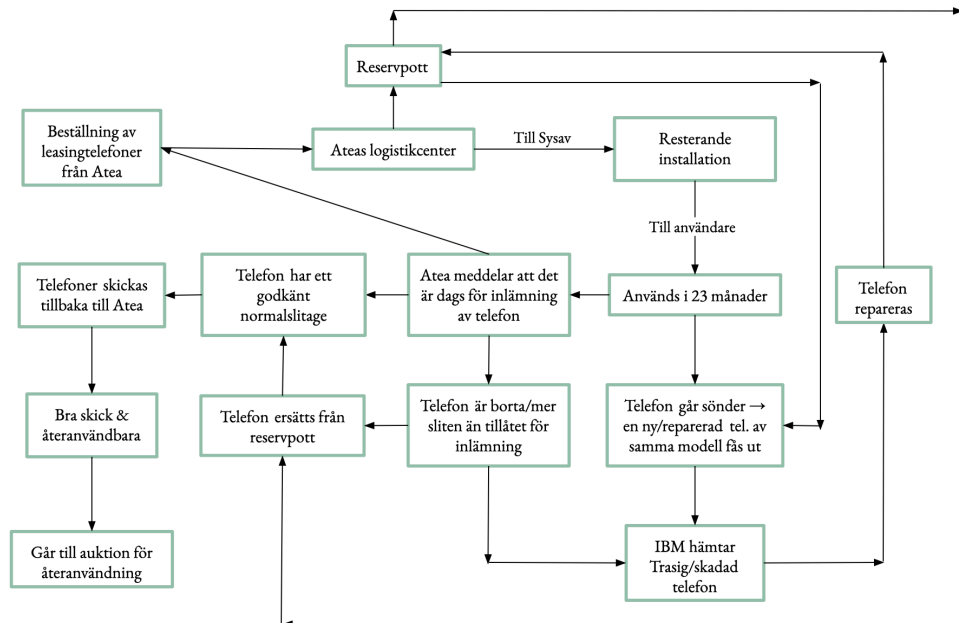 Reservpott
Beställning av
leasingtelefoner
från Atea
Ateas logistikcenter
Till Sysav
Resterande
installation
Till användare
Telefoner skickas
tillbaka till Atea
Telefon har ett
godkänt
normalslitage
Atea meddelar att det
är dags för inlämning
av telefon
Används i 23 månader
Telefon
repareras
Bra skick &
återanvändbara
Telefon ersätts från
reservpott
Telefon är borta/mer
sliten än tillåtet för
inlämning
Telefon går sönder →
en ny/reparerad tel. av
samma modell fås ut
Går till auktion för
återanvändning
IBM hämtar
Trasig/skadad
telefon